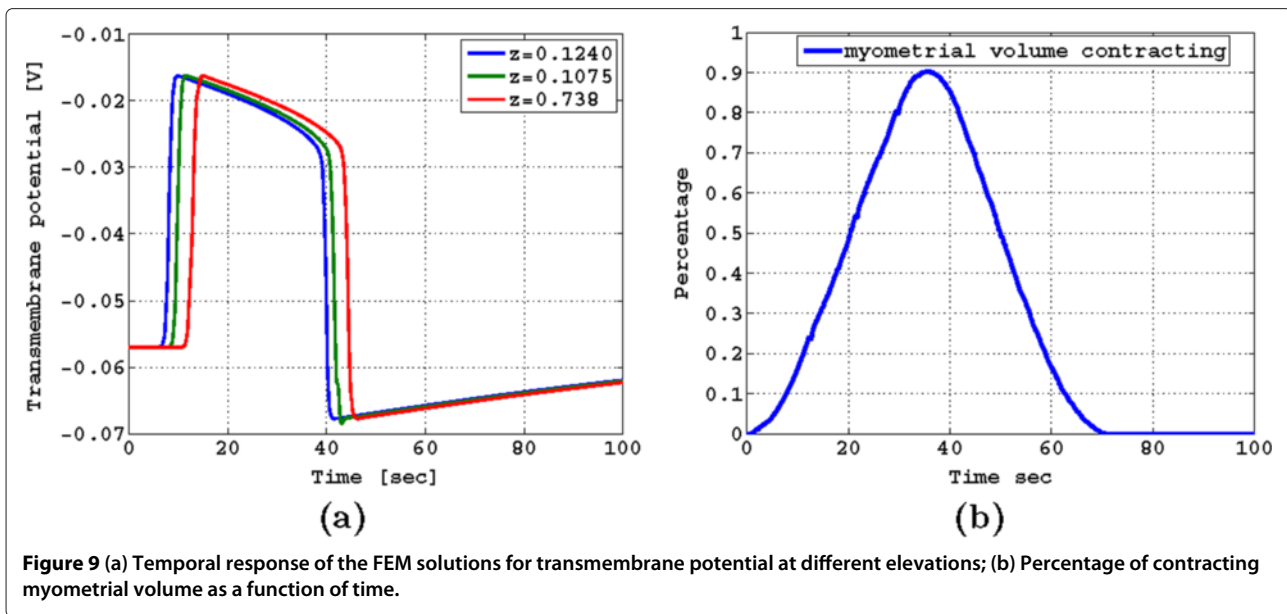 -0.01
-0.02
-0.03
-0.04
-0.05
-0.06
-0.07
Transmembrane potential [V]
z=0.1240
z=0.1075
z=0.738
0 20 40 60 80 100
Time [sec]
(a)
1
0.9
0.8
0.7
0.6
0.5
0.4
0.3
0.2
0.1
0
Percentage
myometrial volume contracting
0 20 40 60 80 100
Time sec
(b)
Figure 9 (a) Temporal response of the FEM solutions for transmembrane potential at different elevations; (b) Percentage of contracting
myometrial volume as a function of time.